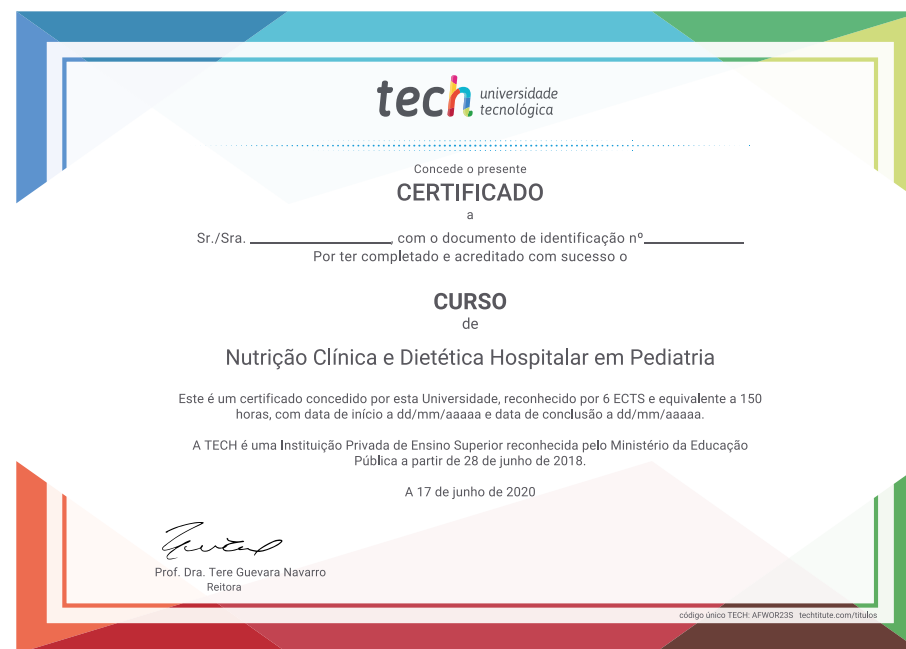 tech universidade
tecnológica
Concede o presente
CERTIFICADO
a
Sr./Sra. ____________________, com o documento de identificação nº______________
Por ter completado e acreditado com sucesso o
CURSO
de
Nutrição Clínica e Dietética Hospitalar em Pediatria
Este é um certificado concedido por esta Universidade, reconhecido por 6 ECTS e equivalente a 150
horas, com data de início a dd/mm/aaaaa e data de conclusão a dd/mm/aaaaa.
A TECH é uma Instituição Privada de Ensino Superior reconhecida pelo Ministério da Educação
Pública a partir de 28 de junho de 2018.
A 17 de junho de 2020
Prof. Dra. Tere Guevara Navarro
Reitora
código único TECH: AFWOR23S techtitute.com/titulos